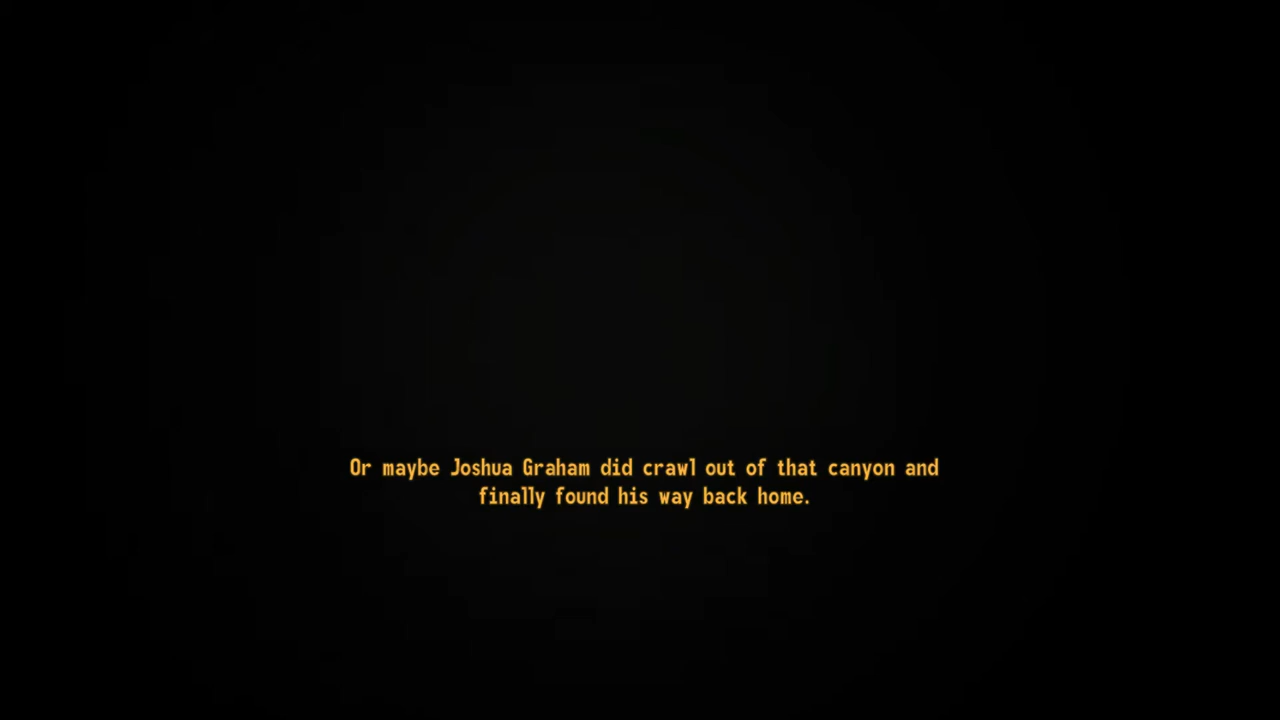 Or maybe Joshua Graham did crawl out of that canyon and
finally found his way back home.